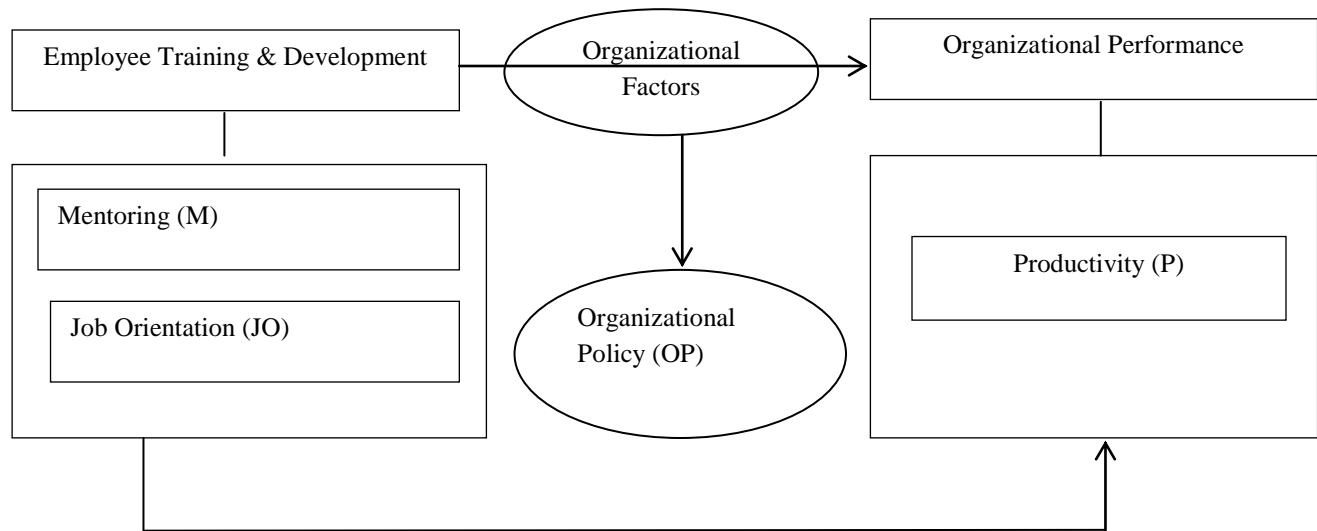 Employee Training & Development
Organizational
Factors
Organizational Performance
Mentoring (M)
Job Orientation (JO)
Organizational
Policy (OP)
Productivity (P)